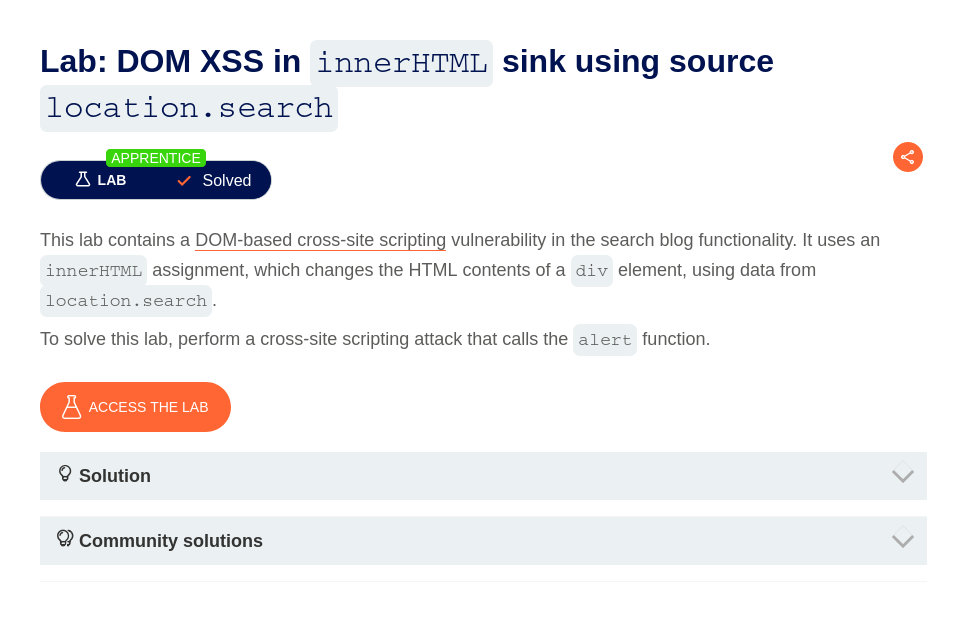 Lab: DOM XSS in innerHTML sink using source
location.search
APPRENTICE
LAB Solved
This lab contains a DOM-based cross-site scripting vulnerability in the search blog functionality. It uses an
innerHTML assignment, which changes the HTML contents of a div element, using data from
location.search.
To solve this lab, perform a cross-site scripting attack that calls the alert function.
ACCESS THE LAB
Solution
Community solutions